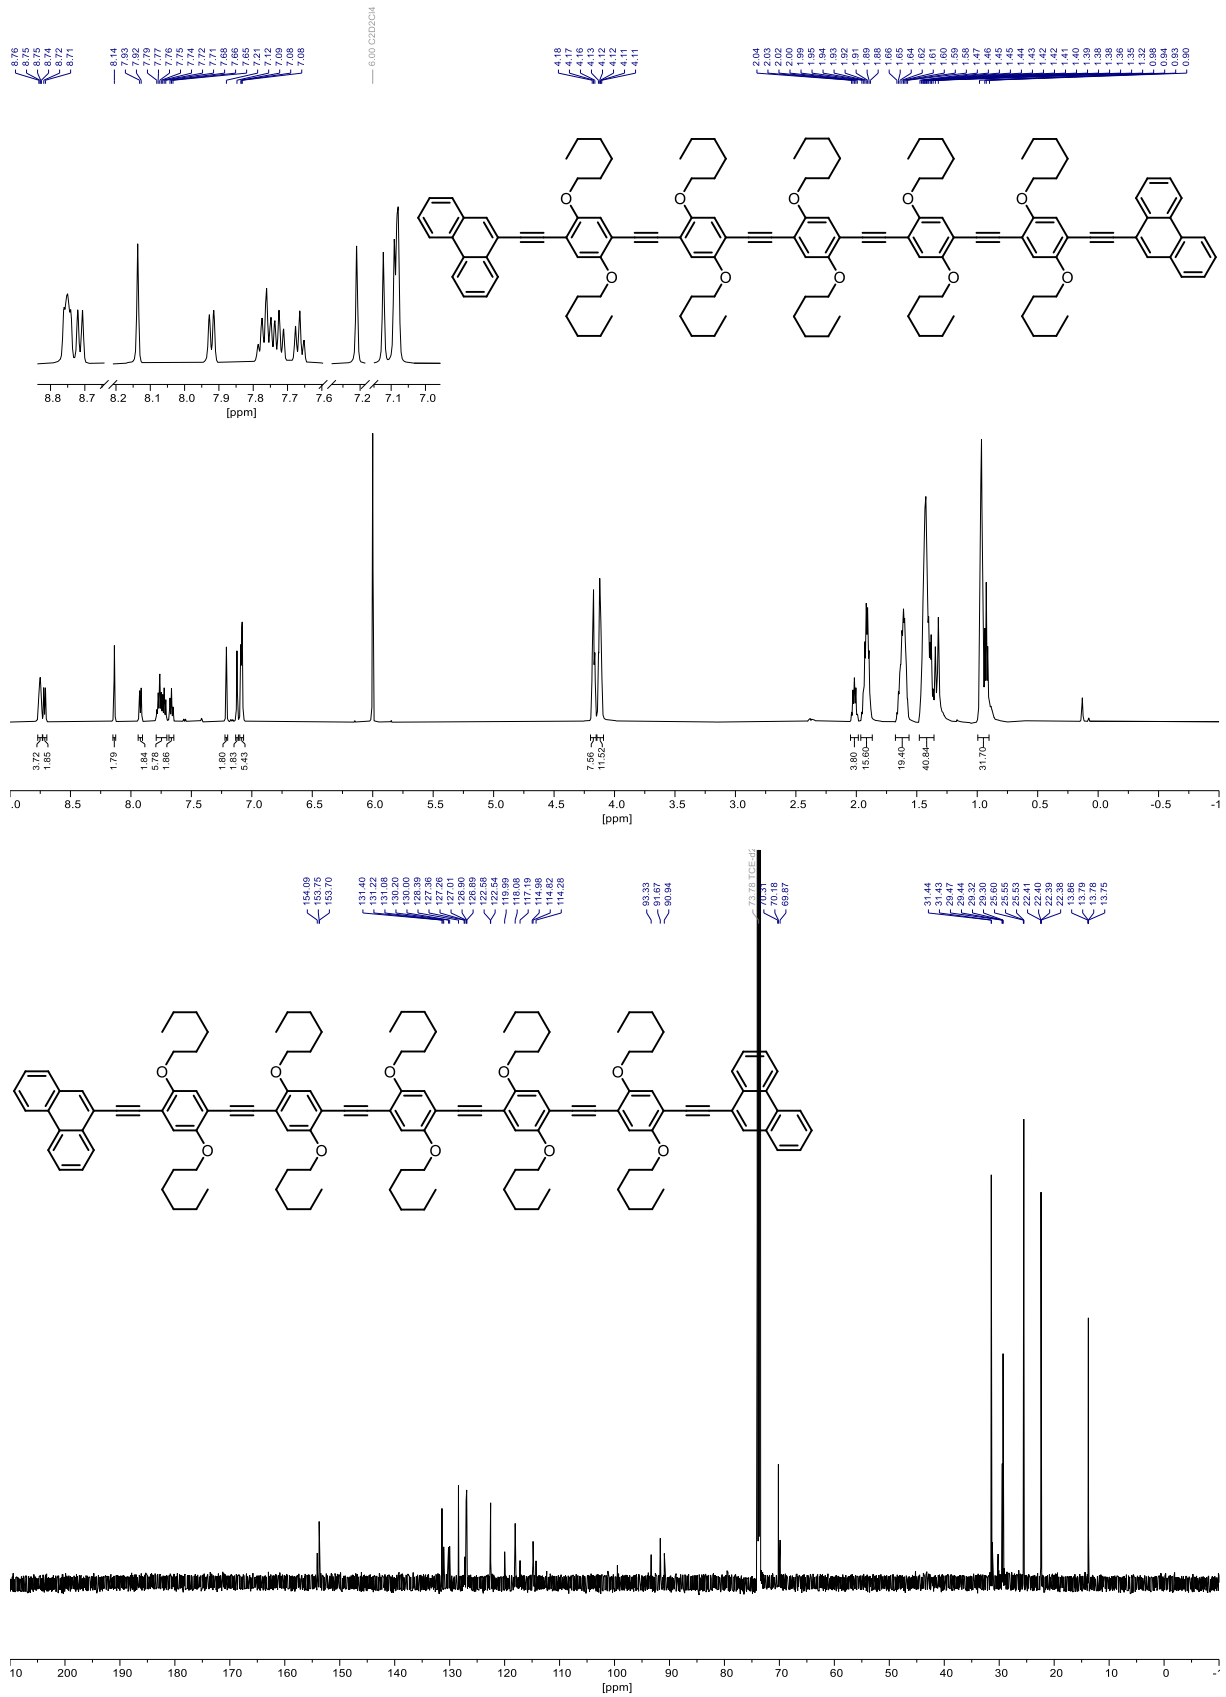 8.76 8.75 8.75 8.74 8.72 8.71 8.14 7.93 7.92 7.79 7.77 7.76 7.75 7.74 7.72 7.71 7.68 7.66 7.65 7.21 7.12 7.09 7.08 7.08
6.00 C2D2Cl4
4.18 4.17 4.16 4.13 4.12 4.12 4.11 4.11
2.04 2.03 2.02 2.00 1.99 1.95 1.94 1.93 1.92 1.91 1.89 1.88 1.66 1.65 1.64 1.62 1.61 1.60 1.59 1.58 1.47 1.46 1.45 1.45 1.44 1.43 1.42 1.42 1.41 1.40 1.39 1.38 1.38 1.36 1.35 1.32 0.98 0.94 0.93 0.90
O O O O O
O O O O O
8.8 8.7 8.2 8.1 8.0 7.9 7.8 7.7 7.6 7.2 7.1 7.0
[ppm]
3.72 1.85 1.79 1.84 5.78 1.86 1.80 1.83 5.43 7.56 11.52 3.80 15.60 19.40 40.84 31.70
.0 8.5 8.0 7.5 7.0 6.5 6.0 5.5 5.0 4.5 4.0 3.5 3.0 2.5 2.0 1.5 1.0 0.5 0.0 -0.5 -1
[ppm]
154.09 153.75 153.70
131.40 131.22 131.08 130.20 130.00 128.39 127.36 127.26 127.01 126.90 126.89 122.58 122.54 119.99 118.08 117.19 114.98 114.82 114.28
93.33 91.67 90.94
73.78 TCE-d2
70.31 70.18 69.87
31.44 31.43 29.47 29.44 29.32 29.30 25.60 25.55 25.53 22.41 22.40 22.39 22.38 13.86 13.79 13.78 13.75
O O O O O
O O O O O
10 200 190 180 170 160 150 140 130 120 110 100 90 80 70 60 50 40 30 20 10 0 -1
[ppm]